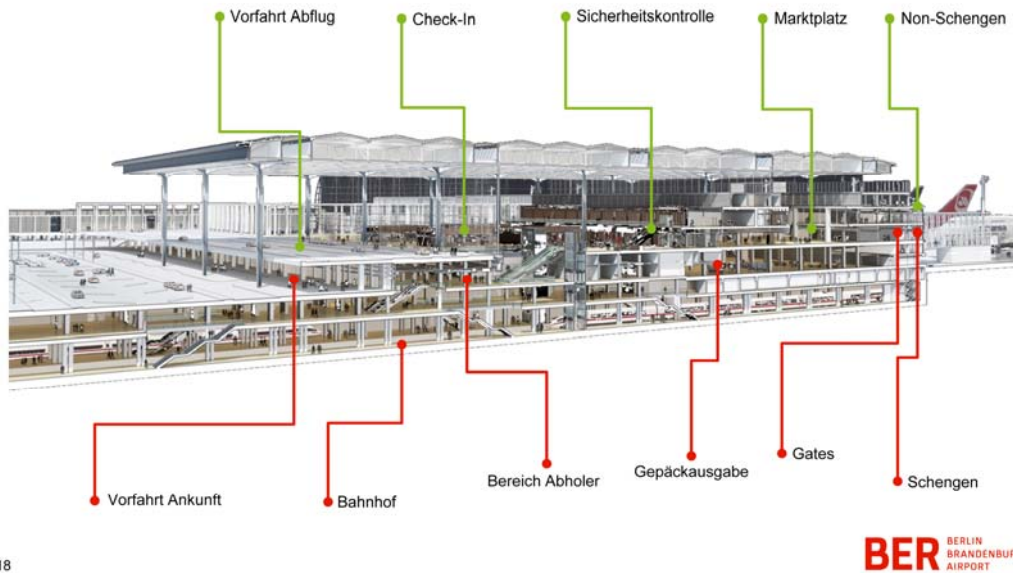 Vorfahrt Abflug
Check-In
Sicherheitskontrolle
Marktplatz
Non-Schengen
Gates
Gepäckausgabe
Bereich Abholer
Schengen
Vorfahrt Ankunft
Bahnhof
BER BERLIN
BRANDENBUR
AIRPORT
18